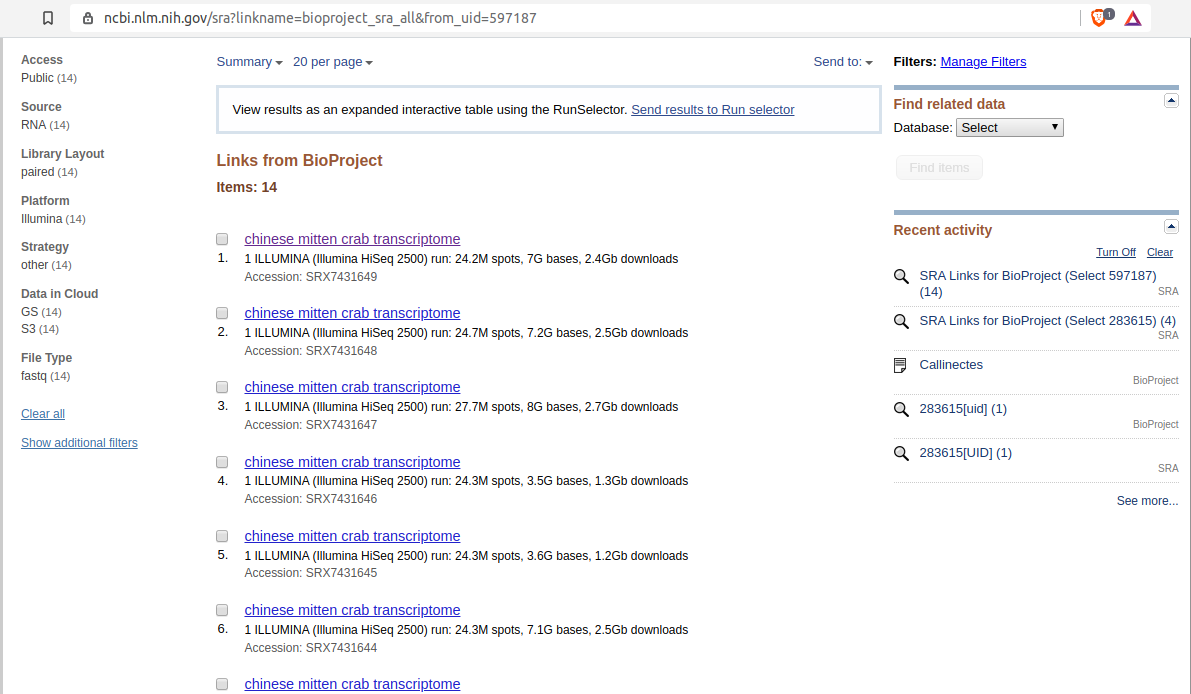 ncbi.nlm.nih.gov/sra?linkname=bioproject_sra_all&from_uid=597187
1
Access
Public (14)
Source
RNA (14)
Library Layout
paired (14)
Platform
Illumina (14)
Strategy
other (14)
Data in Cloud
GS (14)
S3 (14)
File Type
fastq (14)
Clear all
Show additional filters
Summary 20 per page Send to:
View results as an expanded interactive table using the RunSelector. Send results to Run selector
Links from BioProject
Items: 14
chinese mitten crab transcriptome
1. 1 ILLUMINA (Illumina HiSeq 2500) run: 24.2M spots, 7G bases, 2.4Gb downloads
Accession: SRX7431649
chinese mitten crab transcriptome
2. 1 ILLUMINA (Illumina HiSeq 2500) run: 24.7M spots, 7.2G bases, 2.5Gb downloads
Accession: SRX7431648
chinese mitten crab transcriptome
3. 1 ILLUMINA (Illumina HiSeq 2500) run: 27.7M spots, 8G bases, 2.7Gb downloads
Accession: SRX7431647
chinese mitten crab transcriptome
4. 1 ILLUMINA (Illumina HiSeq 2500) run: 24.3M spots, 3.5G bases, 1.3Gb downloads
Accession: SRX7431646
chinese mitten crab transcriptome
5. 1 ILLUMINA (Illumina HiSeq 2500) run: 24.3M spots, 3.6G bases, 1.2Gb downloads
Accession: SRX7431645
chinese mitten crab transcriptome
6. 1 ILLUMINA (Illumina HiSeq 2500) run: 24.3M spots, 7.1G bases, 2.5Gb downloads
Accession: SRX7431644
chinese mitten crab transcriptome
Filters: Manage Filters
Find related data
Database: Select
Find items
Recent activity
Turn Off Clear
SRA Links for BioProject (Select 597187)
(14) SRA
SRA Links for BioProject (Select 283615) (4)
SRA
Callinectes
BioProject
283615[uid] (1)
BioProject
283615[UID] (1)
SRA
See more...